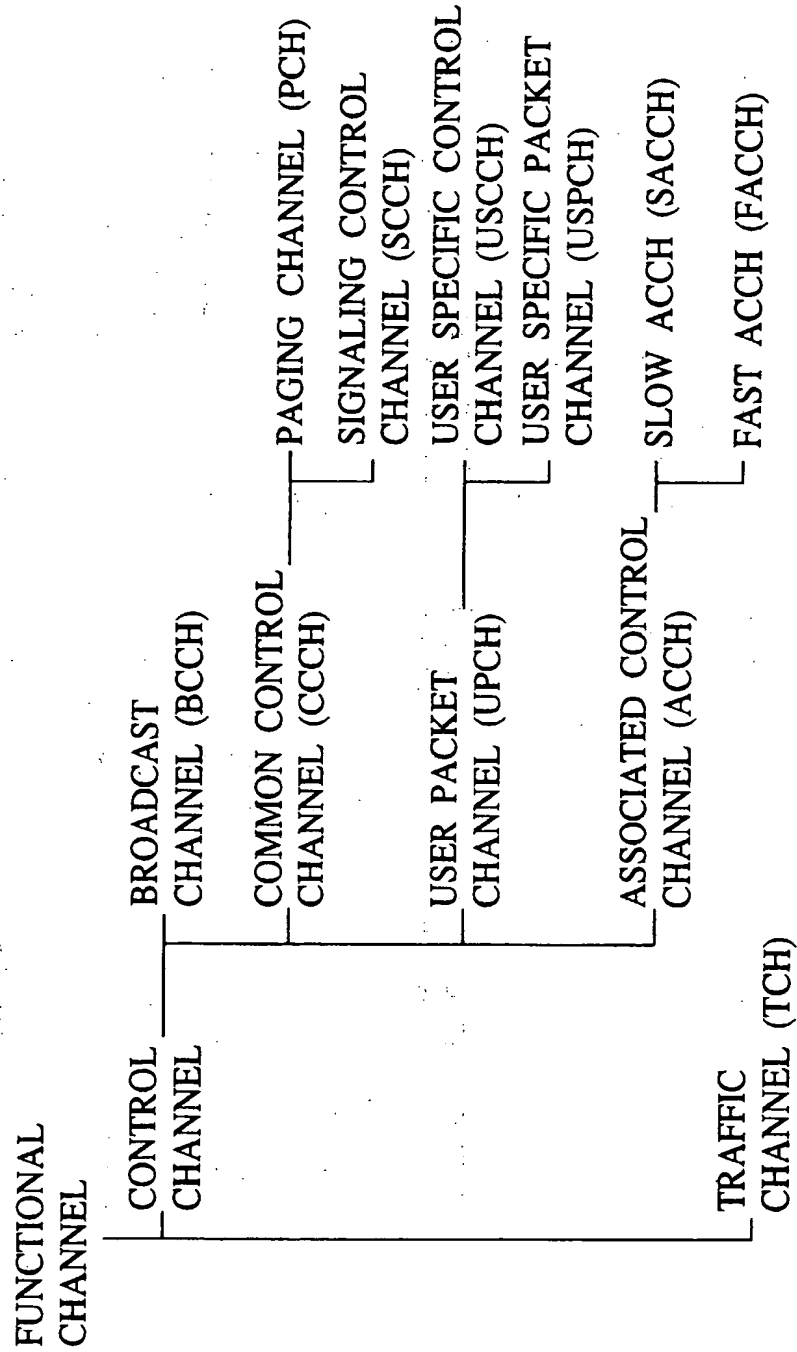 FUNCTIONAL
CHANNEL
CONTROL
CHANNEL
BROADCAST
CHANNEL (BCCH)
COMMON CONTROL
CHANNEL (CCCH)
PAGING CHANNEL (PCH)
SIGNALING CONTROL
CHANNEL (SCCH)
USER PACKET
CHANNEL (UPCH)
USER SPECIFIC CONTROL
CHANNEL (USCCH)
USER SPECIFIC PACKET
CHANNEL (USPCH)
ASSOCIATED CONTROL
CHANNEL (ACCH)
SLOW ACCH (SACCH)
FAST ACCH (FACCH)
TRAFFIC
CHANNEL (TCH)